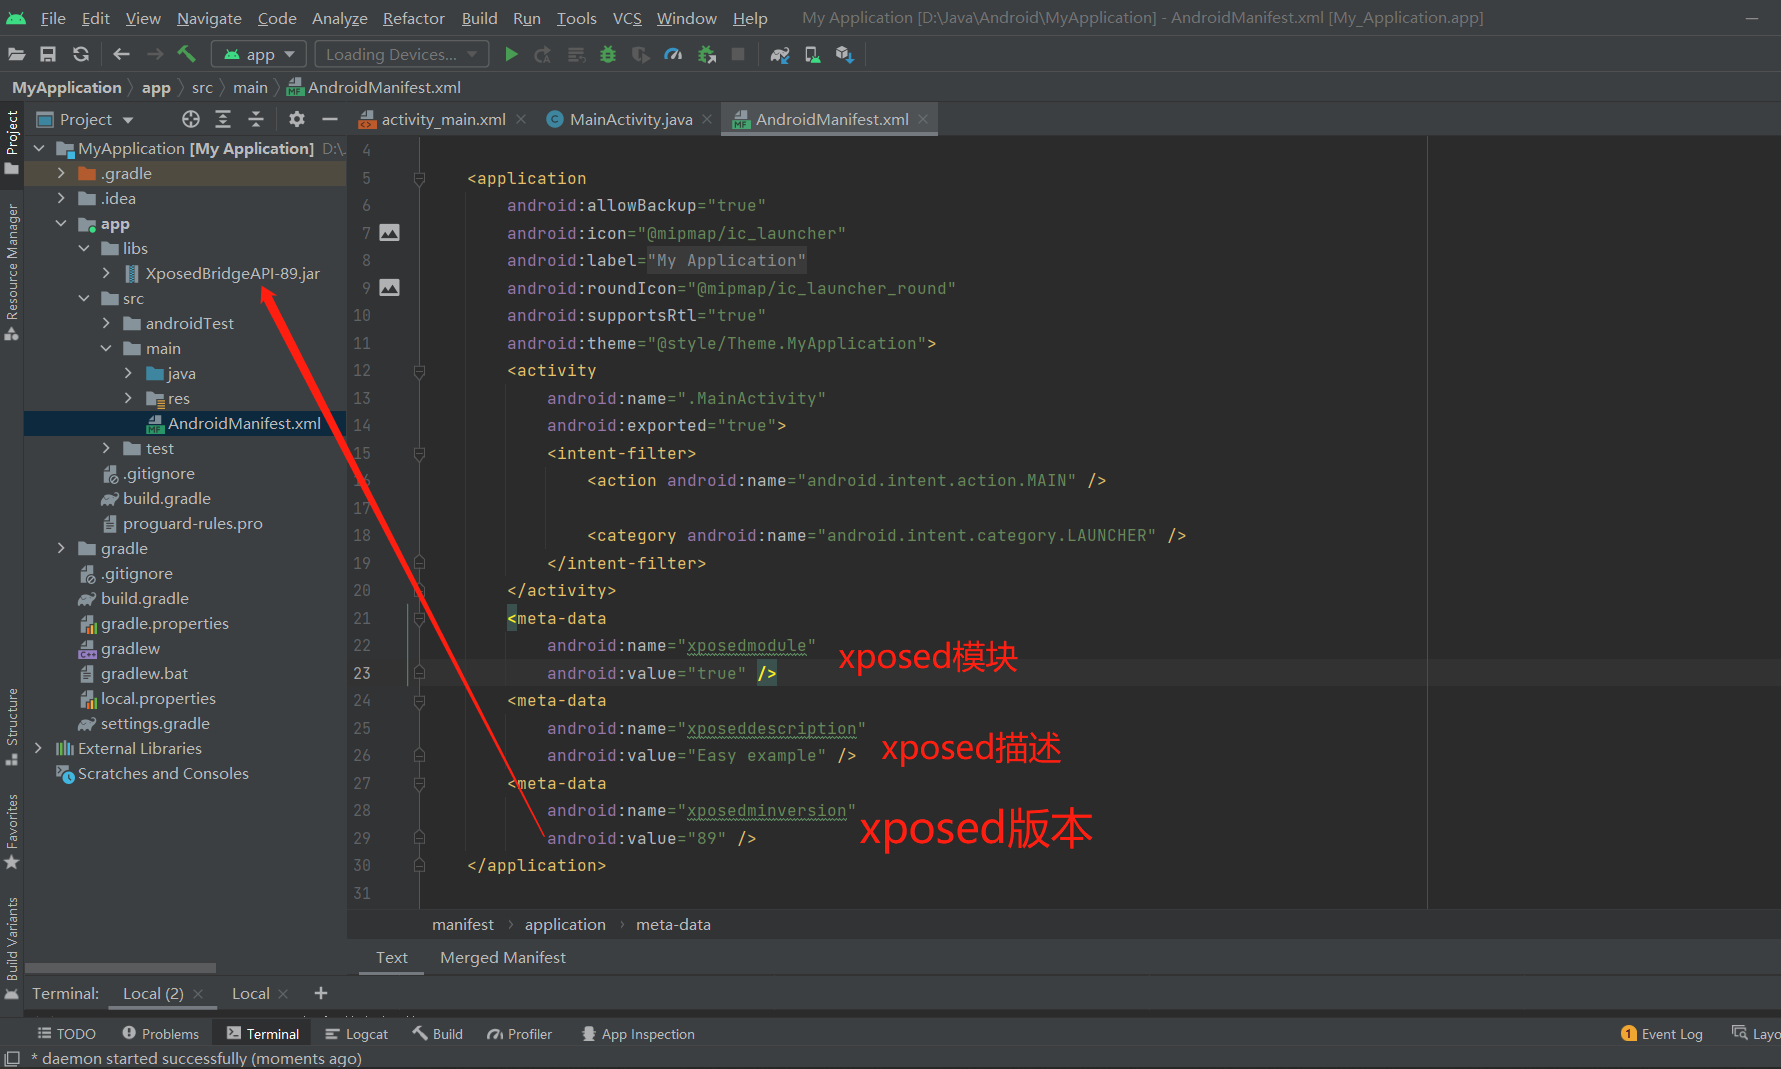 File Edit View Navigate Code Analyze Refactor Build Run Tools VCS Window Help My Application [D:\Java\Android\MyApplication] - AndroidManifest.xml [My_Application.app]
app Loading Devices...
MyApplication app src main AndroidManifest.xml
Project
activity_main.xml MainActivity.java AndroidManifest.xml
Project
Resource Manager
Structure
Favorites
Build Variants
MyApplication [My Application] D:\.
.gradle
.idea
app
libs
XposedBridgeAPI-89.jar
src
androidTest
main
java
res
AndroidManifest.xml
test
.gitignore
build.gradle
proguard-rules.pro
gradle
.gitignore
build.gradle
gradle.properties
gradlew
gradlew.bat
local.properties
settings.gradle
External Libraries
Scratches and Consoles
4
5 <application
6 android:allowBackup="true"
7 android:icon="@mipmap/ic_launcher"
8 android:label="My Application"
9 android:roundIcon="@mipmap/ic_launcher_round"
10 android:supportsRtl="true"
11 android:theme="@style/Theme.MyApplication">
12 <activity
13 android:name=".MainActivity"
14 android:exported="true">
15 <intent-filter>
16 <action android:name="android.intent.action.MAIN" />
17
18 <category android:name="android.intent.category.LAUNCHER" />
19 </intent-filter>
20 </activity>
21 <meta-data
22 android:name="xposedmodule"
23 android:value="true" />
xposed模块
24 <meta-data
25 android:name="xposeddescription"
26 android:value="Easy example" />
xposed描述
27 <meta-data
28 android:name="xposedminversion"
29 android:value="89" />
xposed版本
30 </application>
31
manifest application meta-data
Text Merged Manifest
Terminal: Local (2) Local
TODO Problems Terminal Logcat Build Profiler App Inspection 1 Event Log Layo
* daemon started successfully (moments ago)